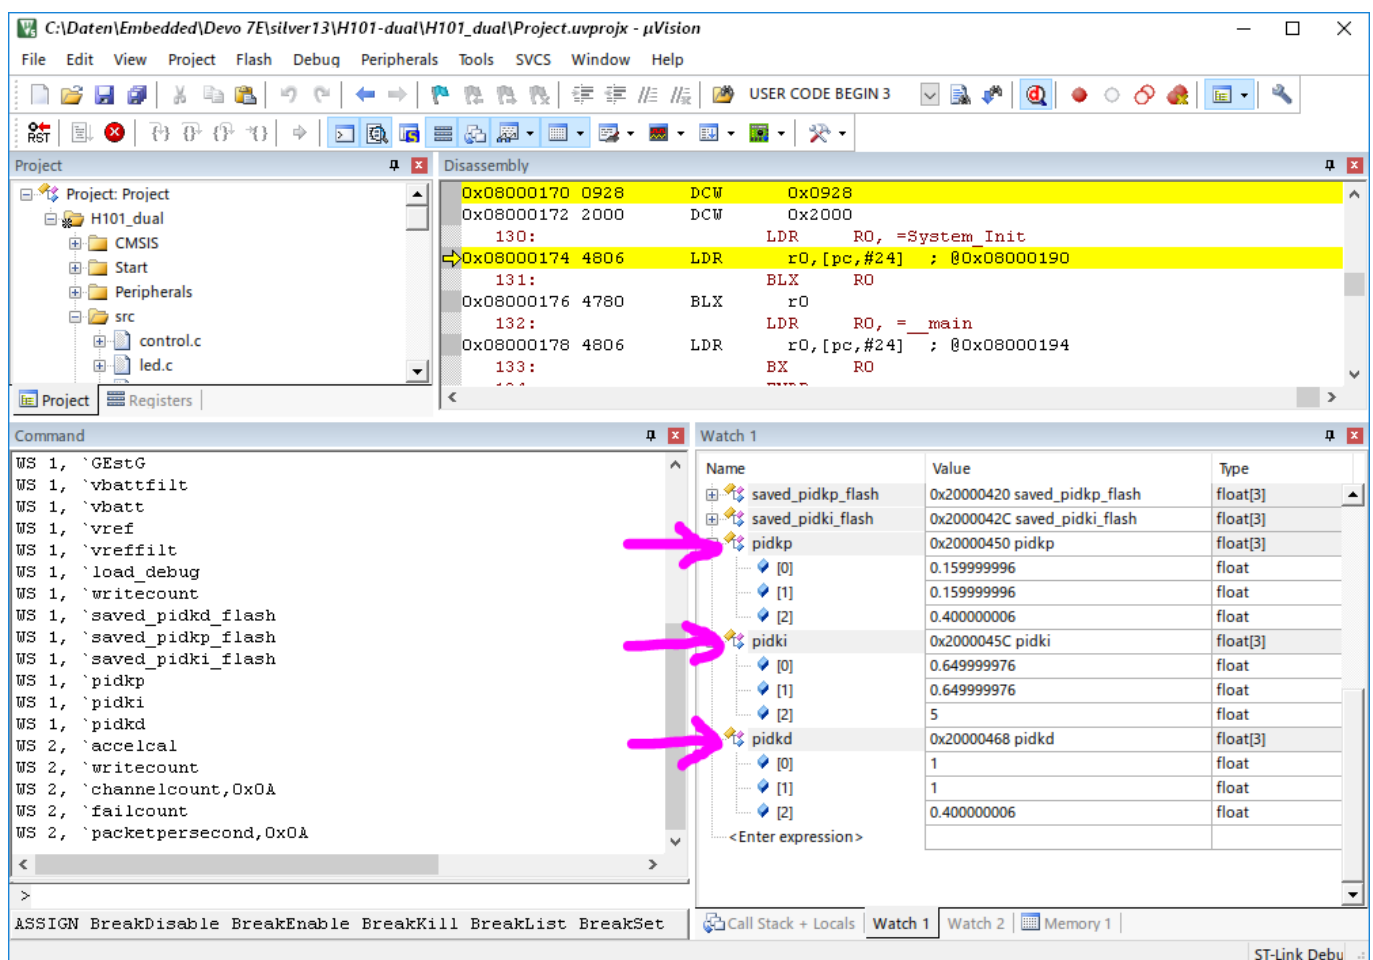 C:\Daten\Embedded\Devo 7E\silver13\H101-dual\H101_dual\Project.uvprojx - µVision
File Edit View Project Flash Debug Peripherals Tools SVCS Window Help
USER CODE BEGIN 3
RST
Project
Project: Project
H101_dual
CMSIS
Start
Peripherals
src
control.c
led.c
Project Registers
Disassembly
0x08000170 0928 DCW 0x0928
0x08000172 2000 DCW 0x2000
130: LDR R0, =System_Init
0x08000174 4806 LDR r0,[pc,#24] ; @0x08000190
131: BLX R0
0x08000176 4780 BLX r0
132: LDR R0, =__main
0x08000178 4806 LDR r0,[pc,#24] ; @0x08000194
133: BX R0
Command
WS 1, `GEstG
WS 1, `vbattfilt
WS 1, `vbatt
WS 1, `vref
WS 1, `vreffilt
WS 1, `load_debug
WS 1, `writecount
WS 1, `saved_pidkd_flash
WS 1, `saved_pidkp_flash
WS 1, `saved_pidki_flash
WS 1, `pidkp
WS 1, `pidki
WS 1, `pidkd
WS 2, `accelcal
WS 2, `writecount
WS 2, `channelcount,0x0A
WS 2, `failcount
WS 2, `packetpersecond,0x0A
>
ASSIGN BreakDisable BreakEnable BreakKill BreakList BreakSet
Watch 1
Name Value Type
saved_pidkp_flash 0x20000420 saved_pidkp_flash float[3]
saved_pidki_flash 0x2000042C saved_pidki_flash float[3]
pidkp 0x20000450 pidkp float[3]
[0] 0.159999996 float
[1] 0.159999996 float
[2] 0.400000006 float
pidki 0x2000045C pidki float[3]
[0] 0.649999976 float
[1] 0.649999976 float
[2] 5 float
pidkd 0x20000468 pidkd float[3]
[0] 1 float
[1] 1 float
[2] 0.400000006 float
<Enter expression>
Call Stack + Locals Watch 1 Watch 2 Memory 1
ST-Link Debu